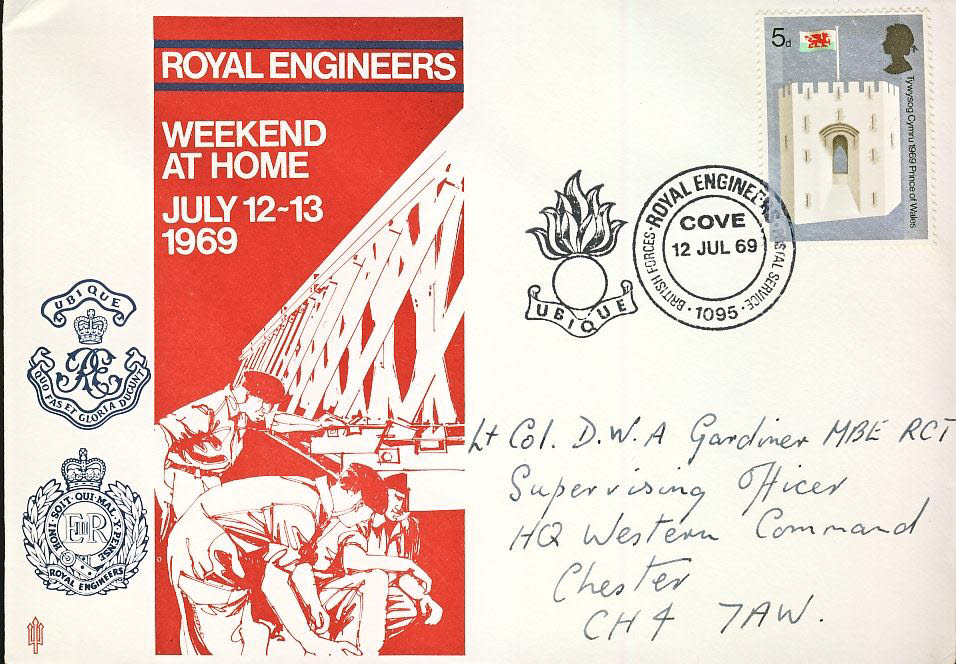 ROYAL ENGINEERS
WEEKEND
AT HOME
JULY 12-13
1969
UBIQUE
RE
QUO FAS ET GLORIA DUCUNT
HONI·SOIT·QUI·MAL·Y·PENSE
EIIR
ROYAL ENGINEERS
UBIQUE
ROYAL ENGINEERS POSTAL SERVICE·
BRITISH FORCES·
COVE
12 JUL 69
·1095·
5d
Tywysog Cymru 1969 Prince of Wales
Lt Col. D.W.A Gardiner MBE RCT
Supervising Officer
HQ Western Command
Chester
CH4 7AW.